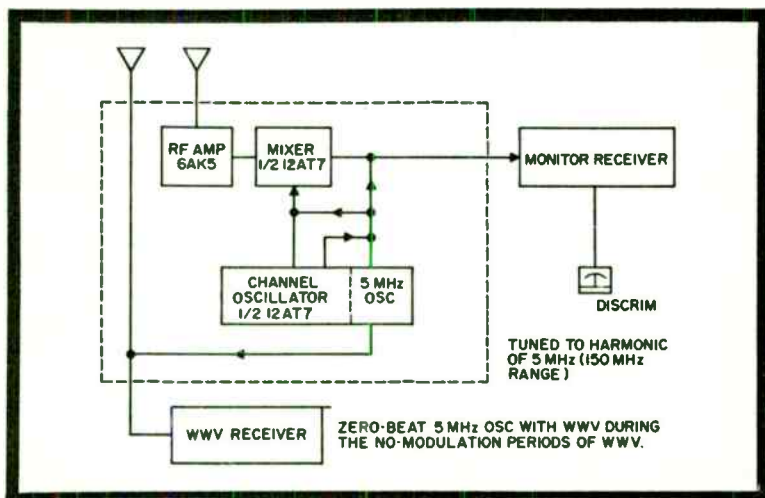 RF AMP
6AK5
MIXER
1/2 12AT7
MONITOR RECEIVER
CHANNEL
OSCILLATOR
1/2 12AT7
5 MHz
OSC
DISCRIM
TUNED TO HARMONIC
OF 5 MHz (150 MHz
RANGE)
WWV RECEIVER
ZERO-BEAT 5 MHz OSC WITH WWV DURING
THE NO-MODULATION PERIODS OF WWV.